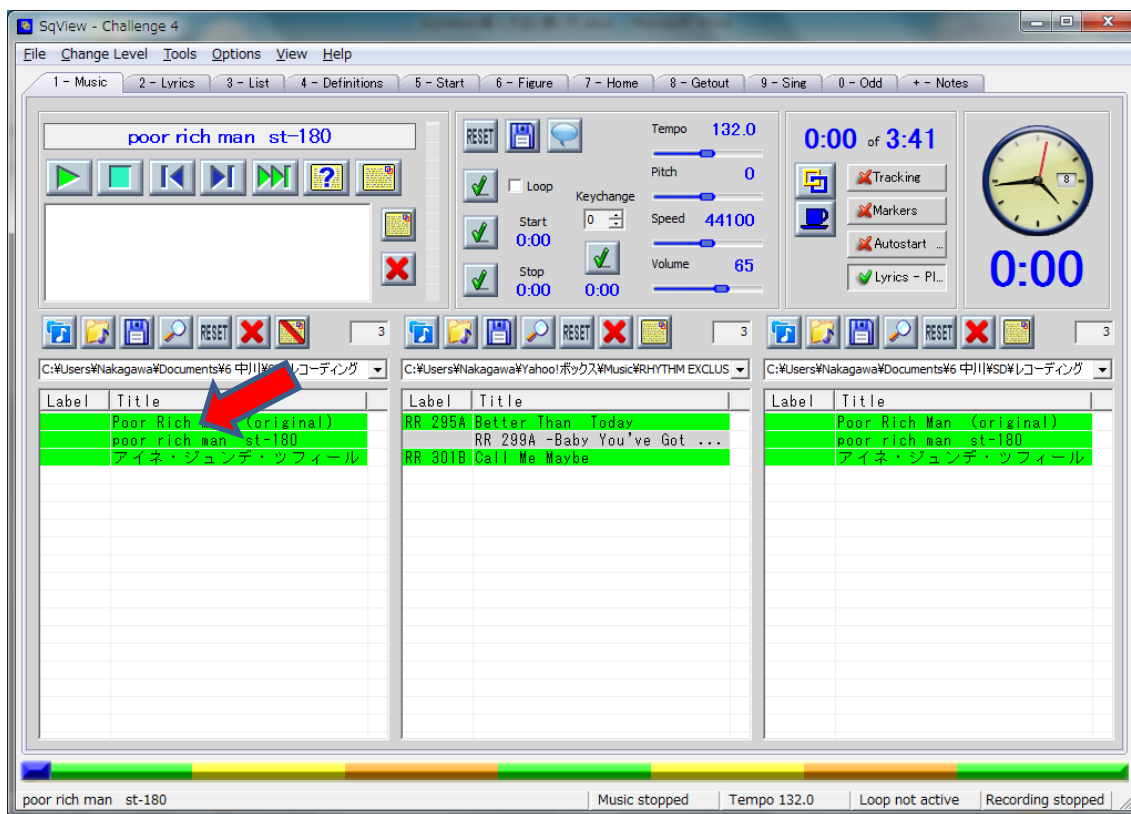 SqView - Challenge 4
File Change Level Tools Options View Help
1 - Music 2 - Lyrics 3 - List 4 - Definitions 5 - Start 6 - Figure 7 - Home 8 - Getout 9 - Sing 0 - Odd + - Notes
poor rich man st-180
RESET
Tempo 132.0
Pitch 0
Speed 44100
Volume 65
Loop
Keychange
0
Start
0:00
Stop
0:00 0:00
0:00 of 3:41
Tracking
Markers
Autostart ...
Lyrics - Pl...
8
0:00
RESET 3
RESET 3
RESET 3
C:¥Users¥Nakagawa¥Documents¥6 中川¥レコーディング
C:¥Users¥Nakagawa¥Yahoo!ボックス¥Music¥RHYTHM EXCLUS
C:¥Users¥Nakagawa¥Documents¥6 中川¥SD¥レコーディング
Label Title
Poor Rich (original)
poor rich man st-180
アイネ・ジュンデ・ツフィール
Label Title
RR 295A Better Than Today
RR 299A -Baby You've Got ...
RR 301B Call Me Maybe
Label Title
Poor Rich Man (original)
poor rich man st-180
アイネ・ジュンデ・ツフィール
poor rich man st-180
Music stopped Tempo 132.0 Loop not active Recording stopped